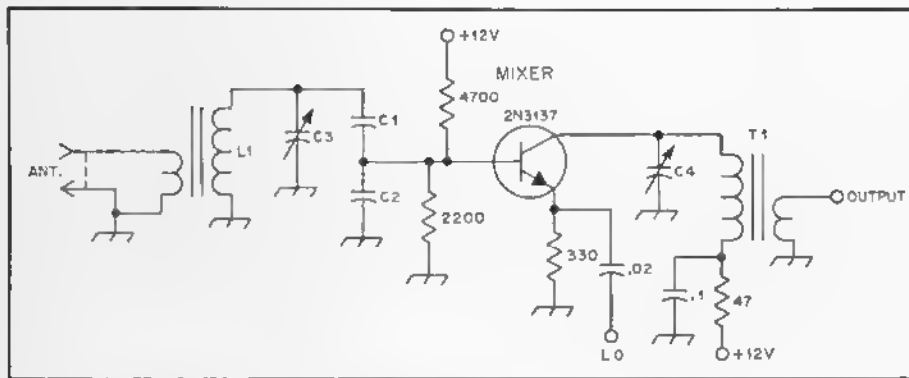 +12V
MIXER
4700
2N3137
T1
C1
C3
L1
C4
ANT.
OUTPUT
C2
2200
330
.02
.1
47
LO
+12V